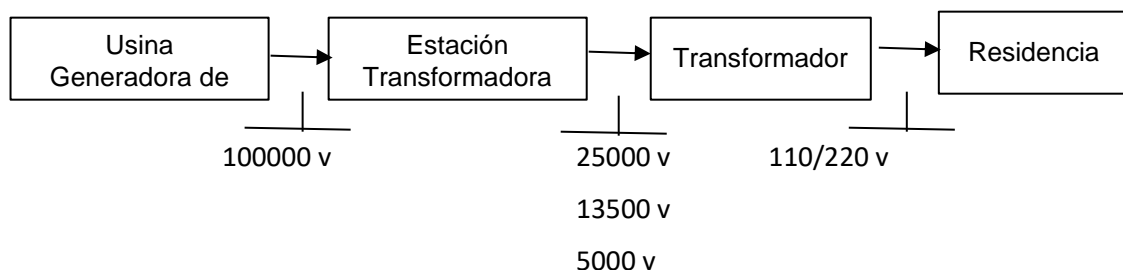 Usina
Generadora de
Estación
Transformadora
Transformador
Residencia
100000 v
25000 v
13500 v
5000 v
110/220 v